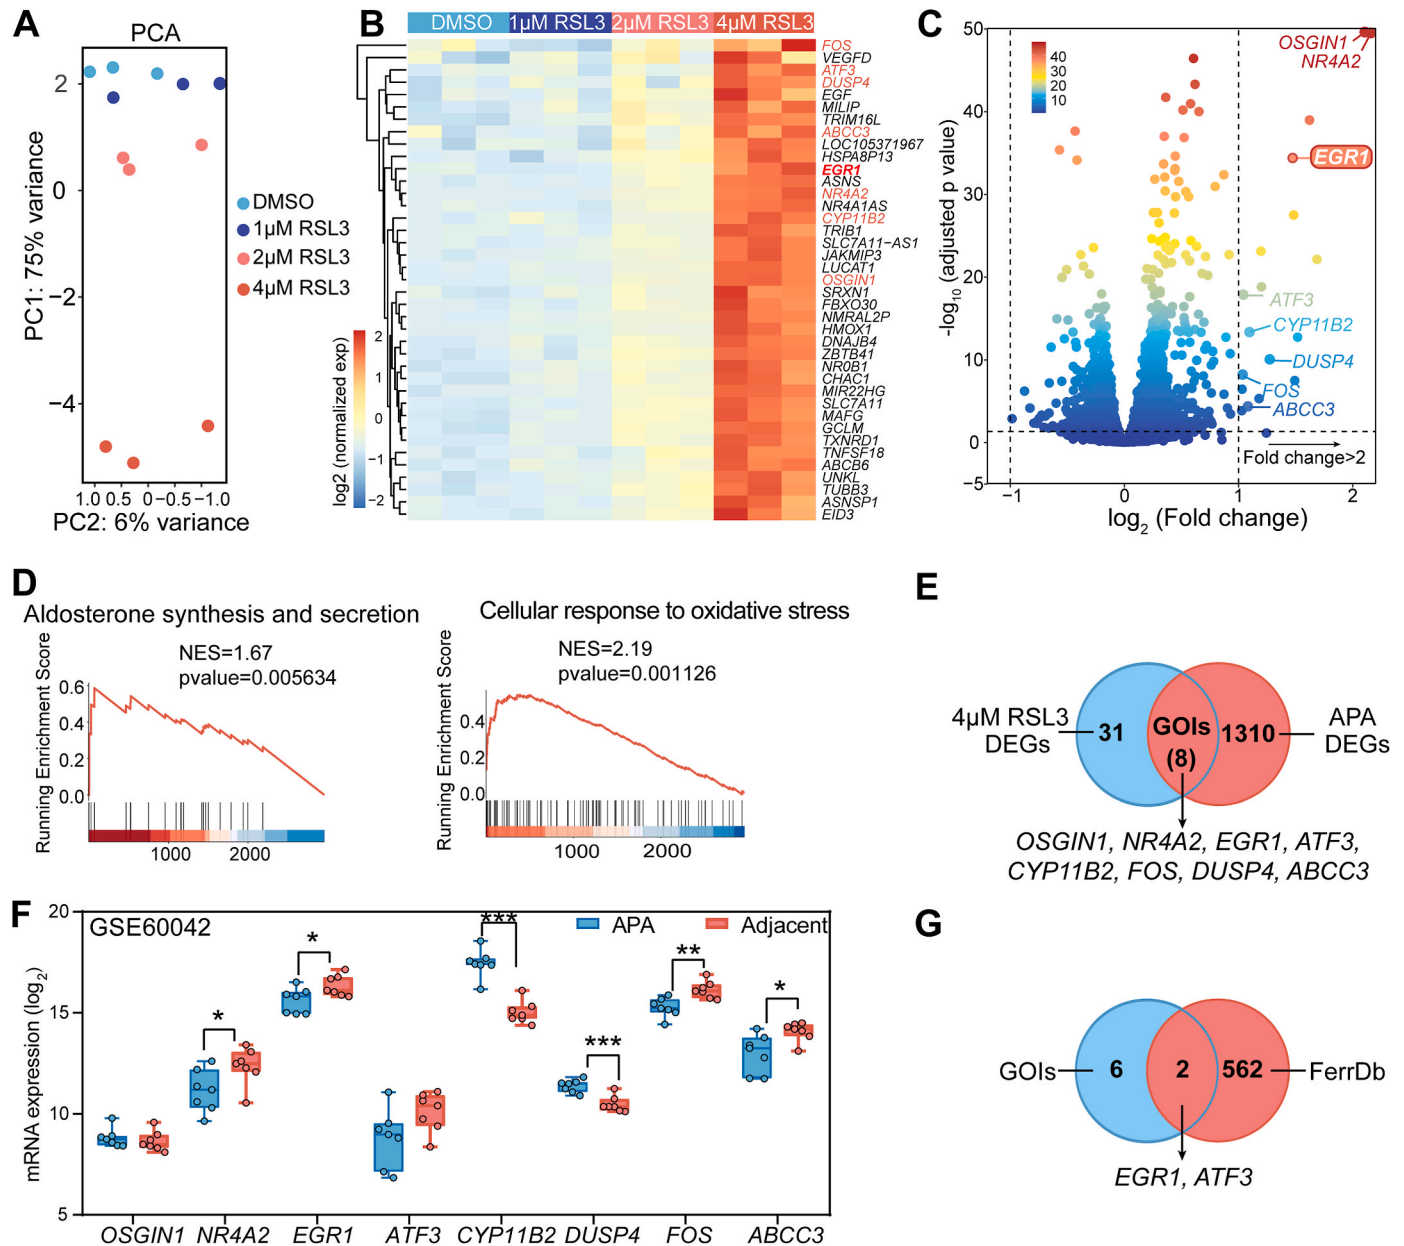 A
PCA
2
0
−2
−4
PC1: 75% variance
1.0 0.5 0 −0.5 −1.0
PC2: 6% variance
DMSO
1µM RSL3
2µM RSL3
4µM RSL3
B
DMSO 1µM RSL3 2µM RSL3 4µM RSL3
FOS
VEGFD
ATF3
DUSP4
EGF
MILIP
TRIM16L
ABCC3
LOC105371967
HSPA8P13
EGR1
ASNS
NR4A2
NR4A1AS
CYP11B2
TRIB1
SLC7A11−AS1
JAKMIP3
LUCAT1
OSGIN1
SRXN1
FBXO30
NMRAL2P
HMOX1
DNAJB4
ZBTB41
NR0B1
CHAC1
MIR22HG
SLC7A11
MAFG
GCLM
TXNRD1
TNFSF18
ABCB6
UNKL
TUBB3
ASNSP1
EID3
log2 (normalized exp)
2
1
0
−1
−2
C
50
40
30
20
10
0
−5
-log10 (adjusted p value)
40
30
20
10
OSGIN1
NR4A2
EGR1
ATF3
CYP11B2
DUSP4
FOS
ABCC3
Fold change>2
−1 0 1 2
log2 (Fold change)
D
Aldosterone synthesis and secretion
NES=1.67
pvalue=0.005634
Running Enrichment Score
0.6
0.4
0.2
0.0
1000 2000
Cellular response to oxidative stress
NES=2.19
pvalue=0.001126
Running Enrichment Score
0.4
0.2
0.0
1000 2000
E
4µM RSL3
DEGs
31
GOIs
(8)
1310
APA
DEGs
OSGIN1, NR4A2, EGR1, ATF3,
CYP11B2, FOS, DUSP4, ABCC3
F
GSE60042
APA Adjacent
mRNA expression (log2)
20
15
10
5
*
*
***
***
**
*
OSGIN1 NR4A2 EGR1 ATF3 CYP11B2 DUSP4 FOS ABCC3
G
GOIs
6
2
562
FerrDb
EGR1, ATF3